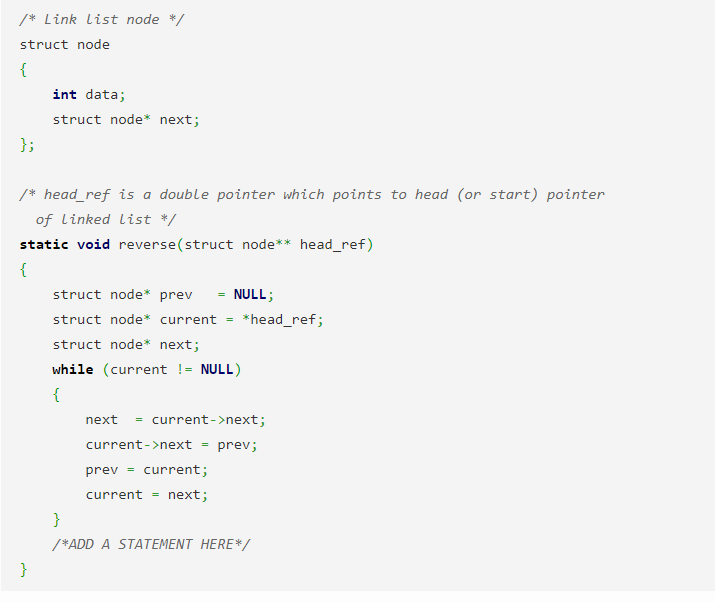 /* Link list node */
struct node
{
    int data;
    struct node* next;
};
/* head_ref is a double pointer which points to head (or start) pointer
  of linked list */
static void reverse(struct node** head_ref)
{
    struct node* prev   = NULL;
    struct node* current = *head_ref;
    struct node* next;
    while (current != NULL)
    {
        next  = current->next;
        current->next = prev;
        prev = current;
        current = next;
    }
    /*ADD A STATEMENT HERE*/
}